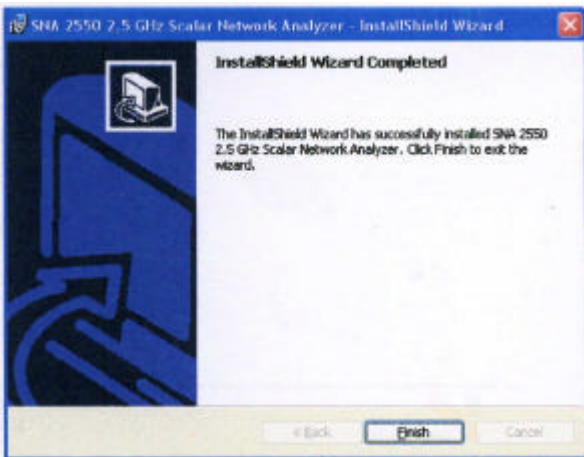 SNA 2550 2,5 GHz Scalar Network Analyzer - InstallShield Wizard
InstallShield Wizard Completed
The InstallShield Wizard has successfully installed SNA 2550
2.5 GHz Scalar Network Analyzer. Click Finish to exit the
wizard.
< Back
Finish
Cancel